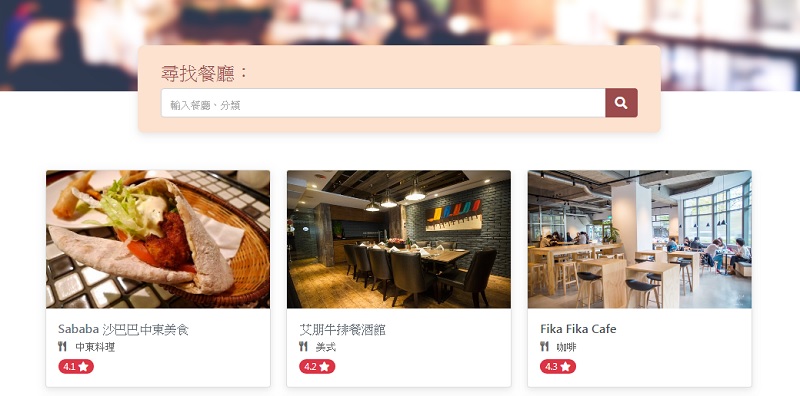 尋找餐廳：
輸入餐廳、分類
Sababa 沙巴巴中東美食
中東料理
4.1
艾朋牛排餐酒館
美式
4.2
Fika Fika Cafe
咖啡
4.3